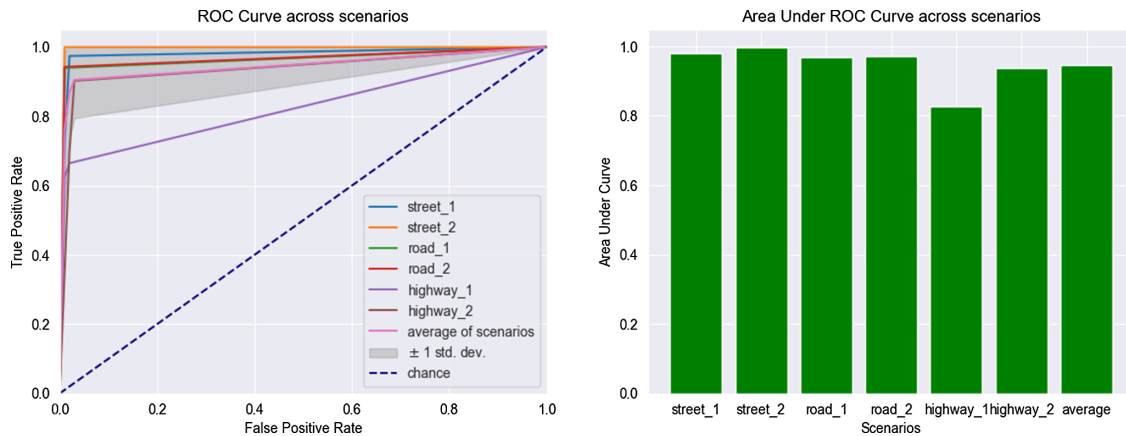 ROC Curve across scenarios
True Positive Rate
1.0
0.8
0.6
0.4
0.2
0.0
street_1
street_2
road_1
road_2
highway_1
highway_2
average of scenarios
± 1 std. dev.
chance
0.0 0.2 0.4 0.6 0.8 1.0
False Positive Rate
Area Under ROC Curve across scenarios
Area Under Curve
1.0
0.8
0.6
0.4
0.2
0.0
street_1 street_2 road_1 road_2 highway_1 highway_2 average
Scenarios